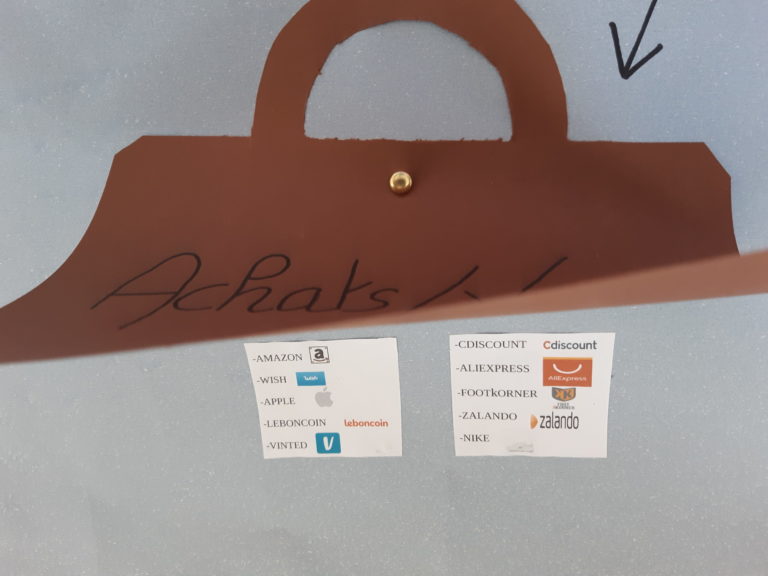 Achats
-AMAZON a
-WISH wish
-APPLE
-LEBONCOIN leboncoin
-VINTED V
-CDISCOUNT Cdiscount
-ALIEXPRESS AliExpress
-FOOTkORNER
-ZALANDO zalando
-NIKE